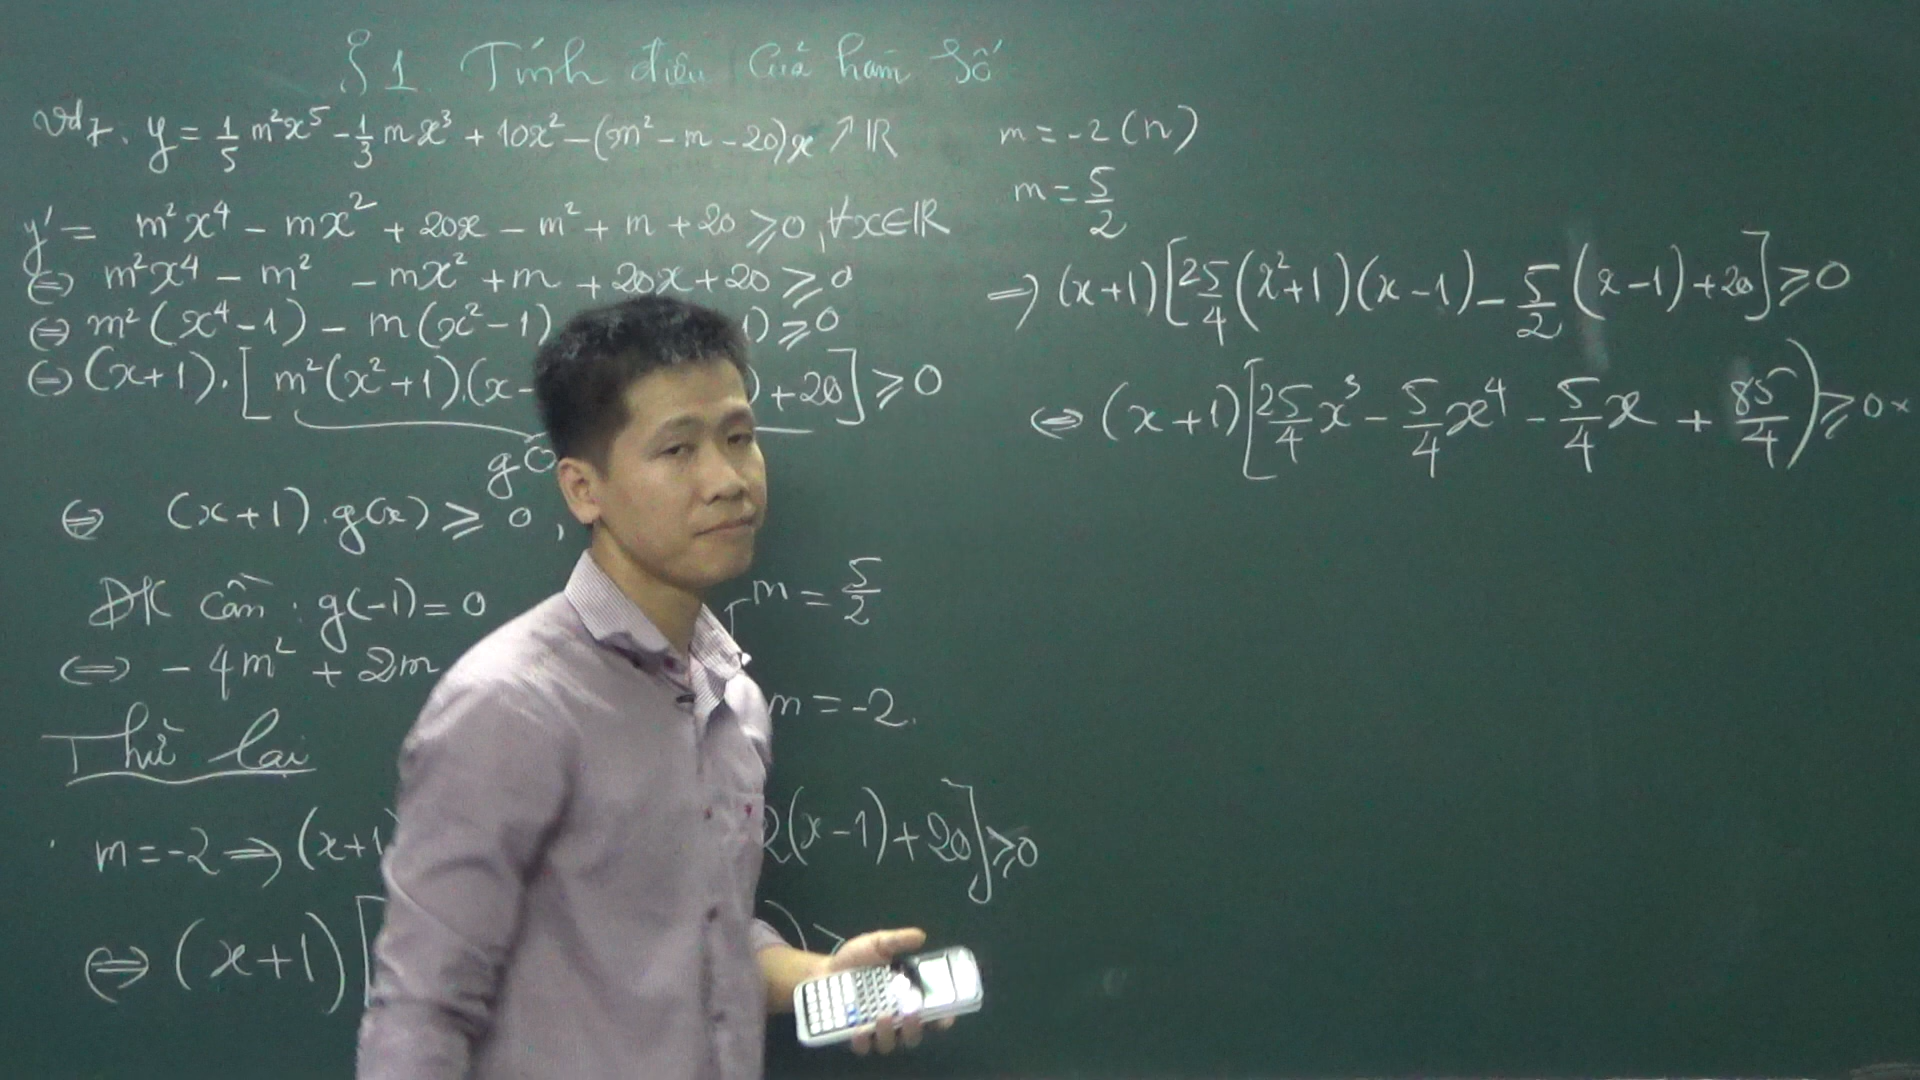 §1 Tính điệu của hàm số
Vd7. y = 1/5 m²x⁵ - 1/3 mx³ + 10x² - (m² - m - 20)x ↗ ℝ
y' = m²x⁴ - mx² + 20x - m² + m + 20 ⩾ 0, ∀x∈ℝ
⇔ m²x⁴ - m² - mx² + m + 20x + 20 ⩾ 0
⇔ m²(x⁴-1) - m(x²-1) 1) ⩾ 0
⇔ (x+1).[m²(x²+1).(x- ) + 20] ⩾ 0
g(
⇔ (x+1).g(x) ⩾ 0,
ĐK cần : g(-1) = 0
m = 5/2
⇔ -4m² + 2m
m = -2.
Thử lại
m = -2 ⇒ (x+1) 2(x-1) + 20] ⩾ 0
⇔ (x+1)[ ) ⩾
m = -2 (n)
m = 5/2
⇒ (x+1)[25/4 (x²+1)(x-1) - 5/2 (x-1) + 20] ⩾ 0
⇔ (x+1)[25/4 x³ - 5/4 x⁴ - 5/4 x + 85/4) ⩾ 0